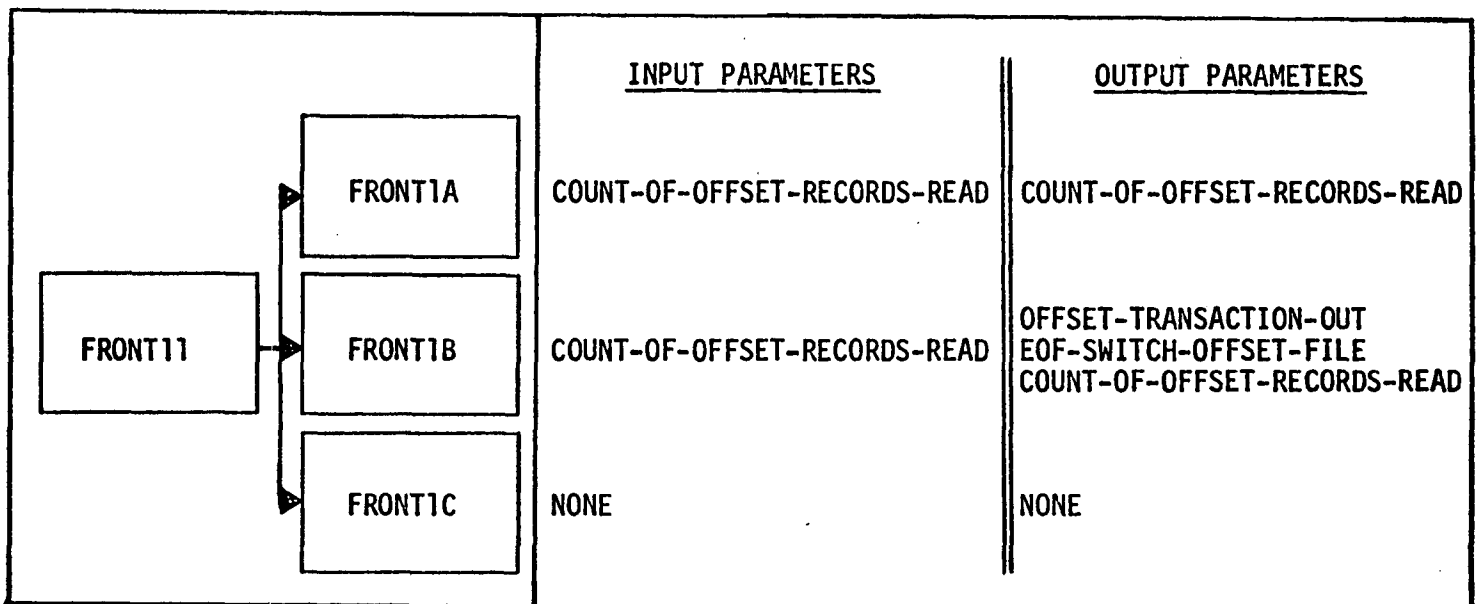 INPUT PARAMETERS
OUTPUT PARAMETERS
FRONT1A
COUNT-OF-OFFSET-RECORDS-READ
COUNT-OF-OFFSET-RECORDS-READ
FRONT11
FRONT1B
COUNT-OF-OFFSET-RECORDS-READ
OFFSET-TRANSACTION-OUT
EOF-SWITCH-OFFSET-FILE
COUNT-OF-OFFSET-RECORDS-READ
FRONT1C
NONE
NONE